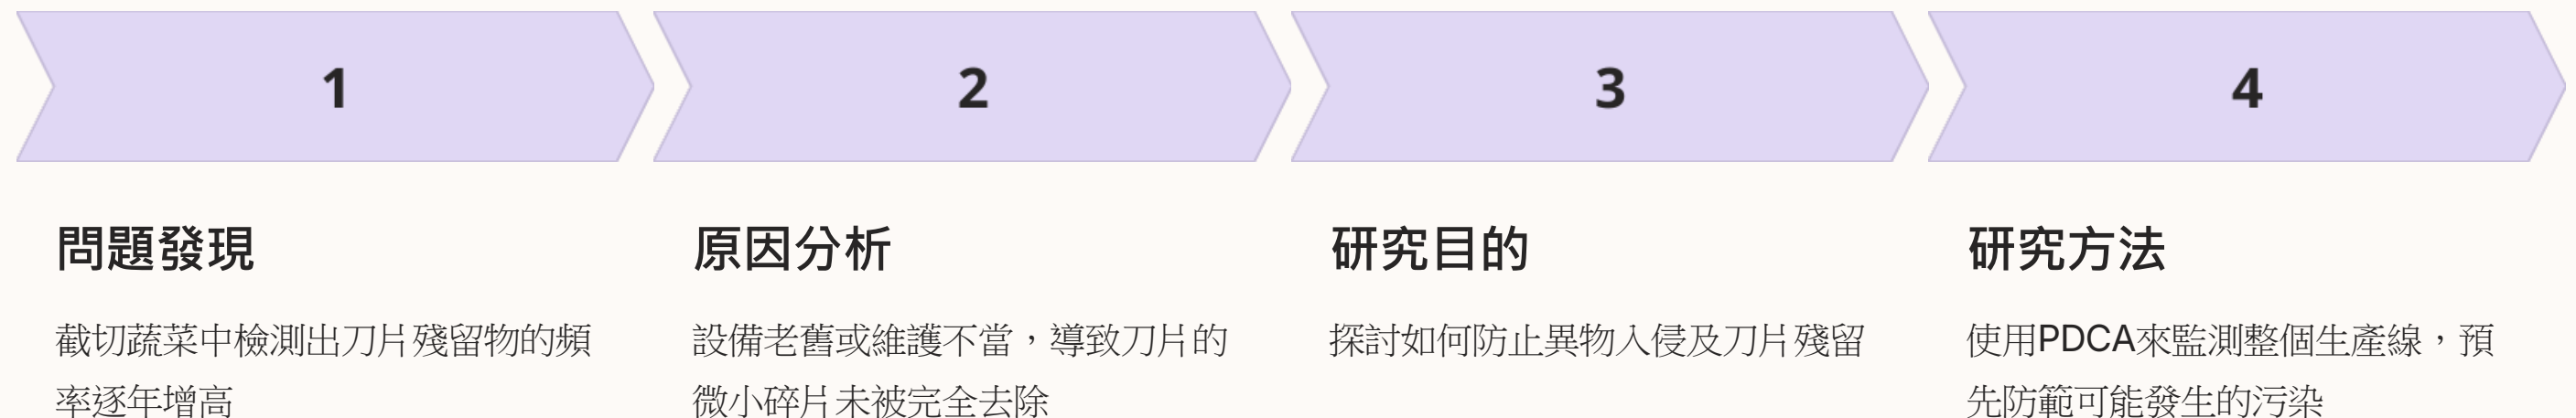 1
2
3
4
問題發現
截切蔬菜中檢測出刀片殘留物的頻
率逐年增高
原因分析
設備老舊或維護不當，導致刀片的
微小碎片未被完全去除
研究目的
探討如何防止異物入侵及刀片殘留
研究方法
使用PDCA來監測整個生產線，預
先防範可能發生的污染